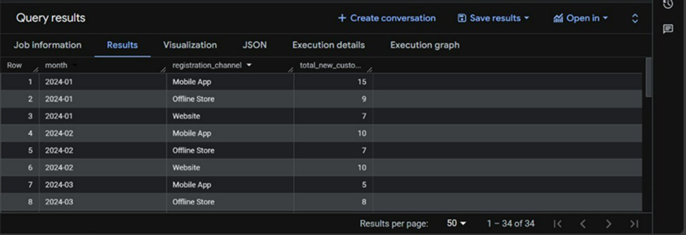 Query results
+ Create conversation Save results Open in
Job information Results Visualization JSON Execution details Execution graph
Row month registration_channel total_new_custo...
1 2024-01 Mobile App 15
2 2024-01 Offline Store 9
3 2024-01 Website 7
4 2024-02 Mobile App 10
5 2024-02 Offline Store 7
6 2024-02 Website 10
7 2024-03 Mobile App 5
8 2024-03 Offline Store 8
Results per page: 50 1 – 34 of 34